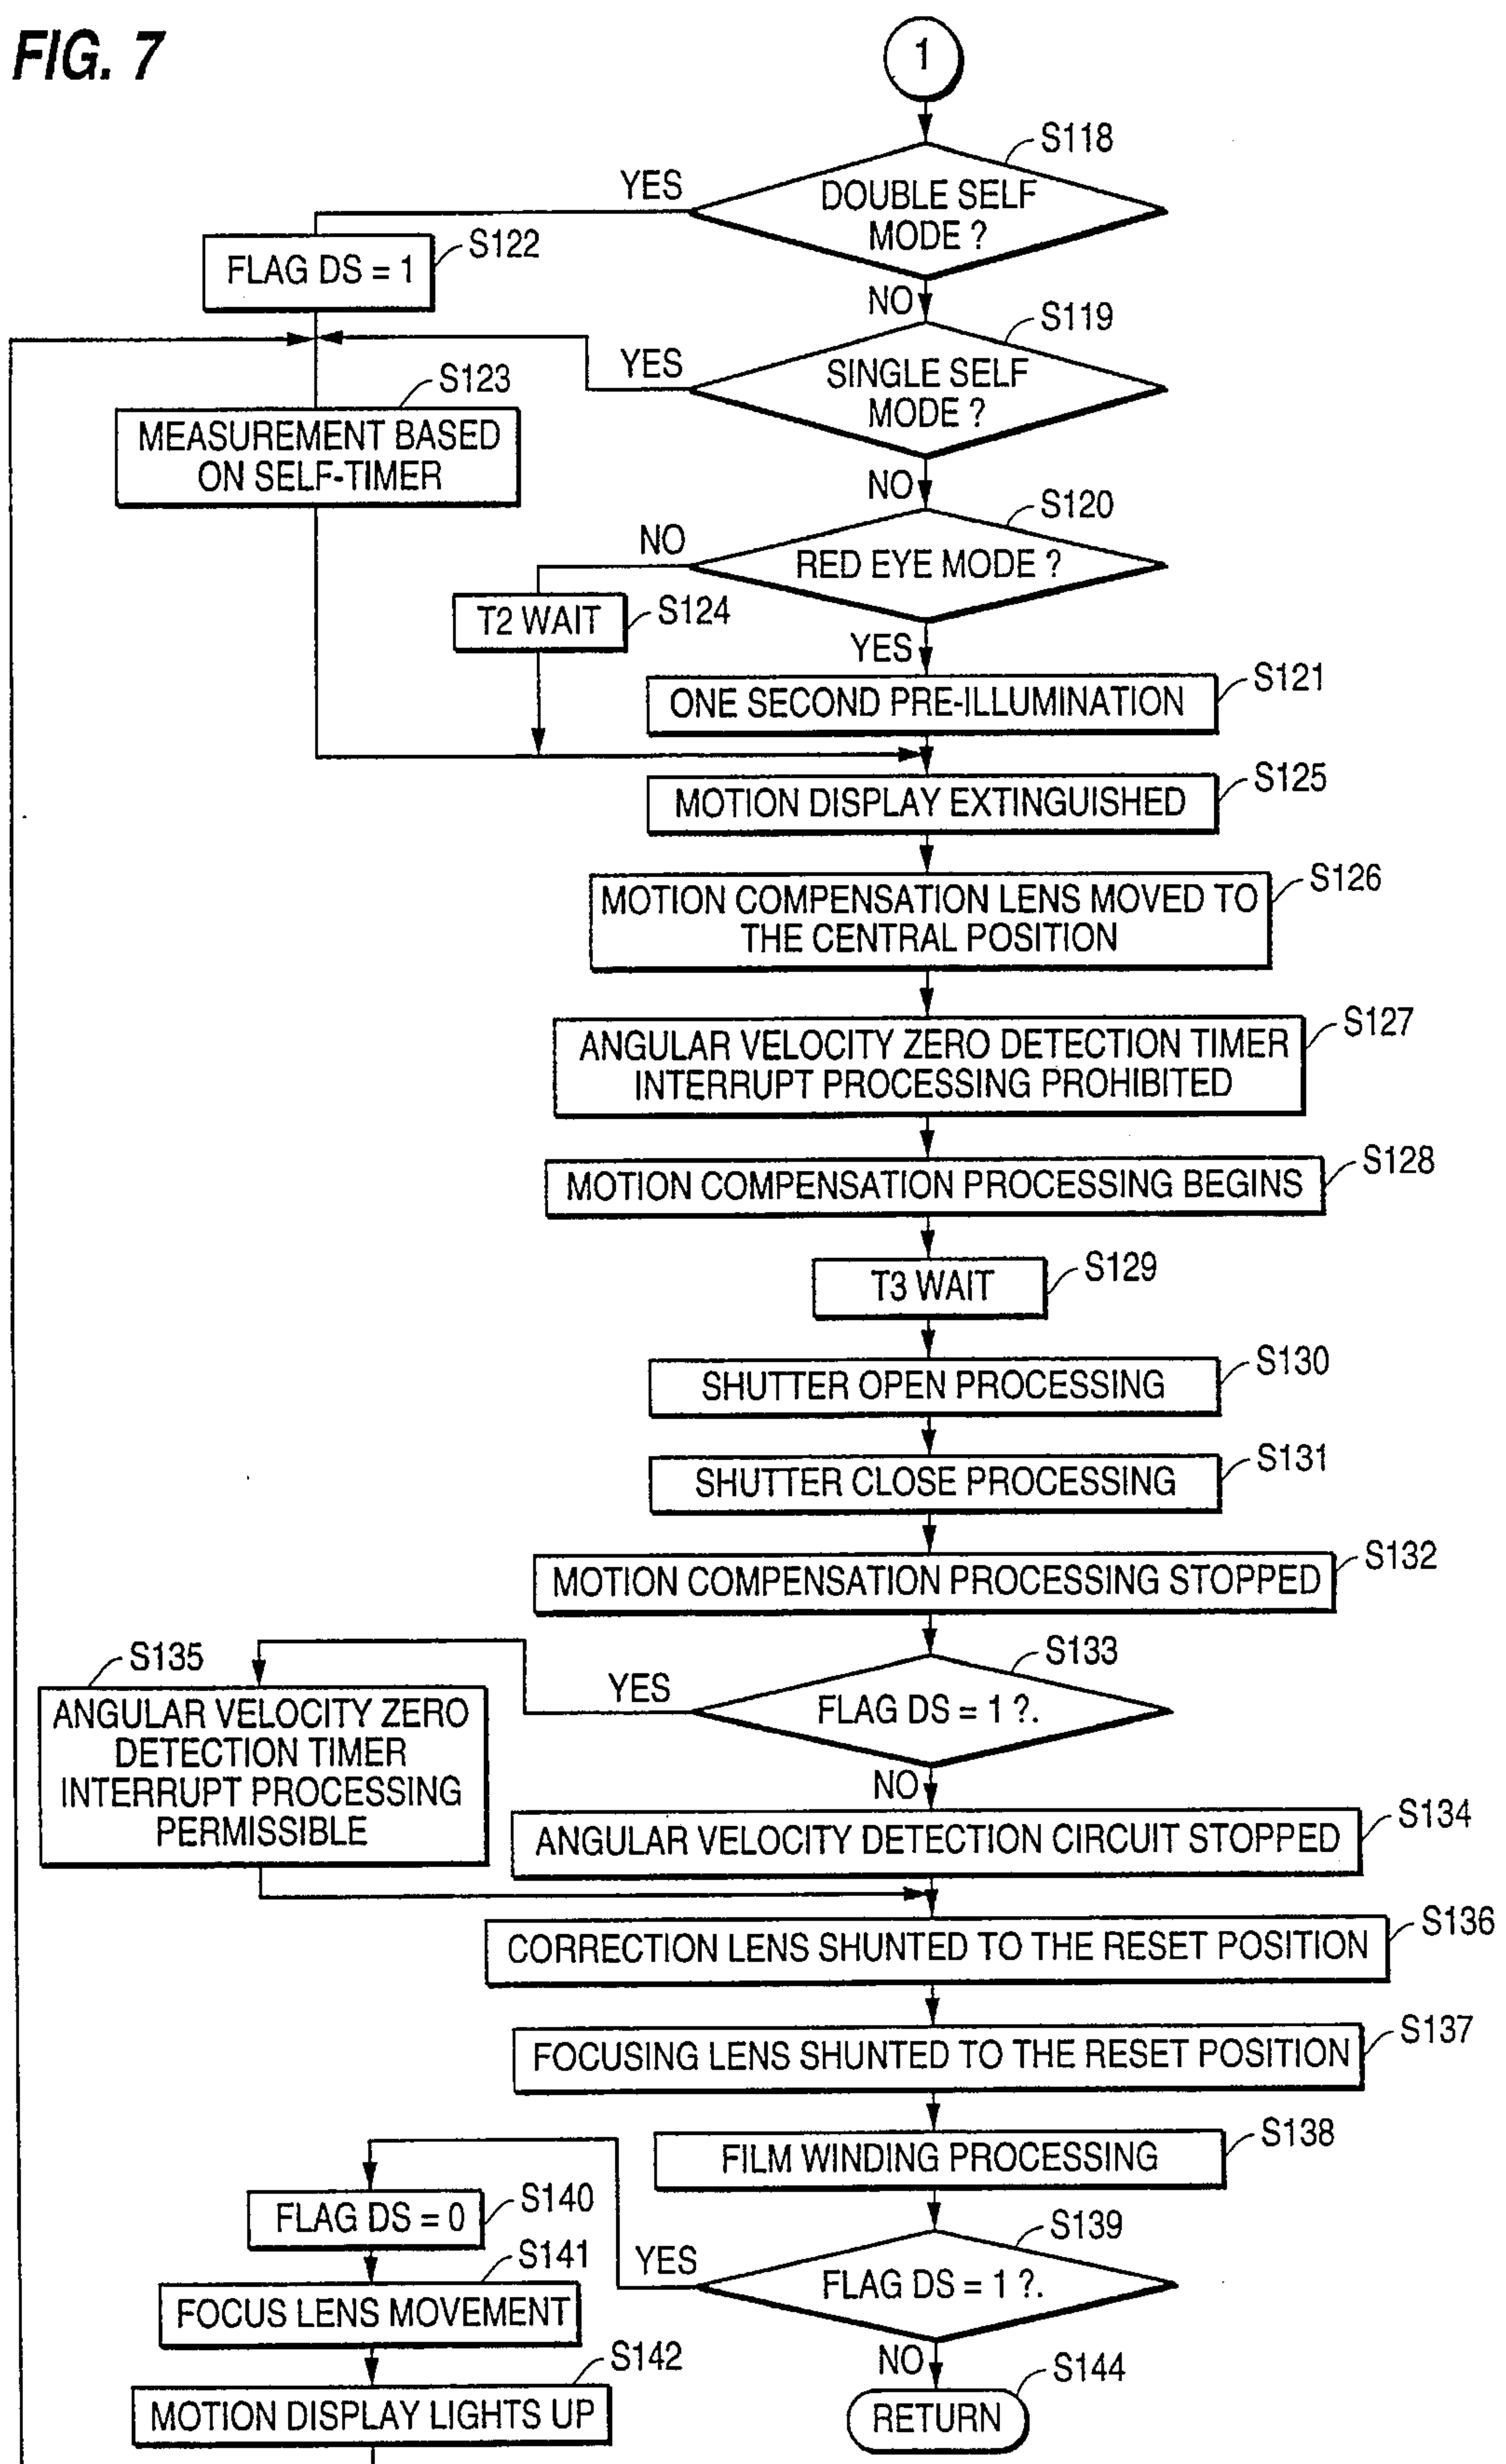 FIG. 7
1
S118
YES
DOUBLE SELF
MODE ?
S122
FLAG DS = 1
NO
S119
YES
SINGLE SELF
MODE ?
S123
MEASUREMENT BASED
ON SELF-TIMER
NO
S120
NO
RED EYE MODE ?
T2 WAIT
S124
YES
S121
ONE SECOND PRE-ILLUMINATION
S125
MOTION DISPLAY EXTINGUISHED
S126
MOTION COMPENSATION LENS MOVED TO
THE CENTRAL POSITION
S127
ANGULAR VELOCITY ZERO DETECTION TIMER
INTERRUPT PROCESSING PROHIBITED
S128
MOTION COMPENSATION PROCESSING BEGINS
S129
T3 WAIT
S130
SHUTTER OPEN PROCESSING
S131
SHUTTER CLOSE PROCESSING
S132
MOTION COMPENSATION PROCESSING STOPPED
S133
S135
YES
FLAG DS = 1 ?.
ANGULAR VELOCITY ZERO
DETECTION TIMER
INTERRUPT PROCESSING
PERMISSIBLE
NO
S134
ANGULAR VELOCITY DETECTION CIRCUIT STOPPED
S136
CORRECTION LENS SHUNTED TO THE RESET POSITION
S137
FOCUSING LENS SHUNTED TO THE RESET POSITION
S138
FILM WINDING PROCESSING
S140
FLAG DS = 0
S139
S141
YES
FLAG DS = 1 ?.
FOCUS LENS MOVEMENT
S142
NO
S144
MOTION DISPLAY LIGHTS UP
RETURN